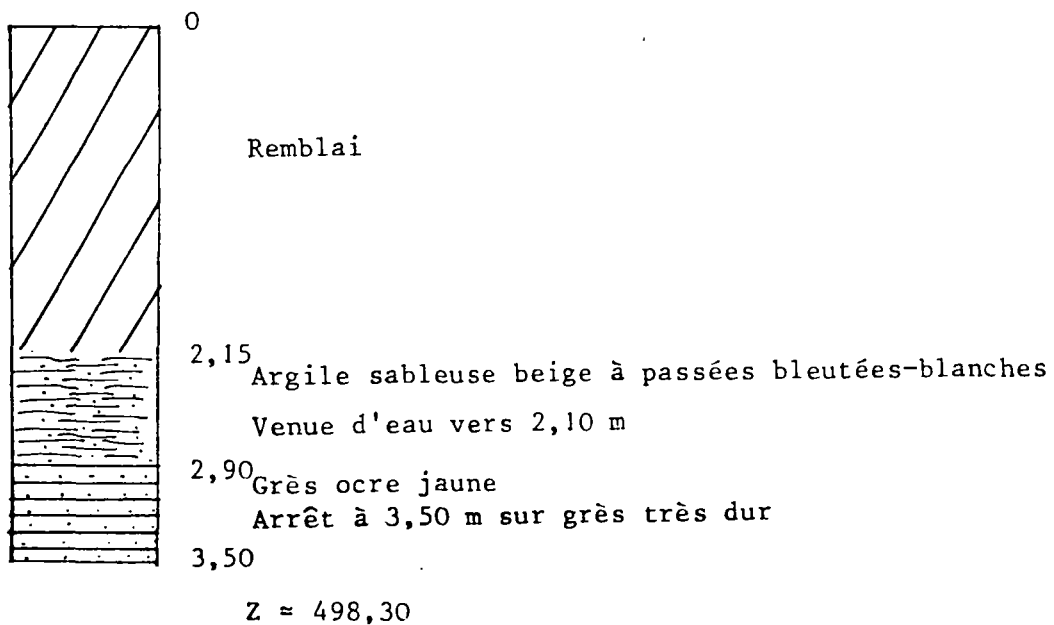 0
Remblai
2,15
Argile sableuse beige à passées bleutées-blanches
Venue d'eau vers 2,10 m
2,90
Grès ocre jaune
Arrêt à 3,50 m sur grès très dur
3,50
Z = 498,30